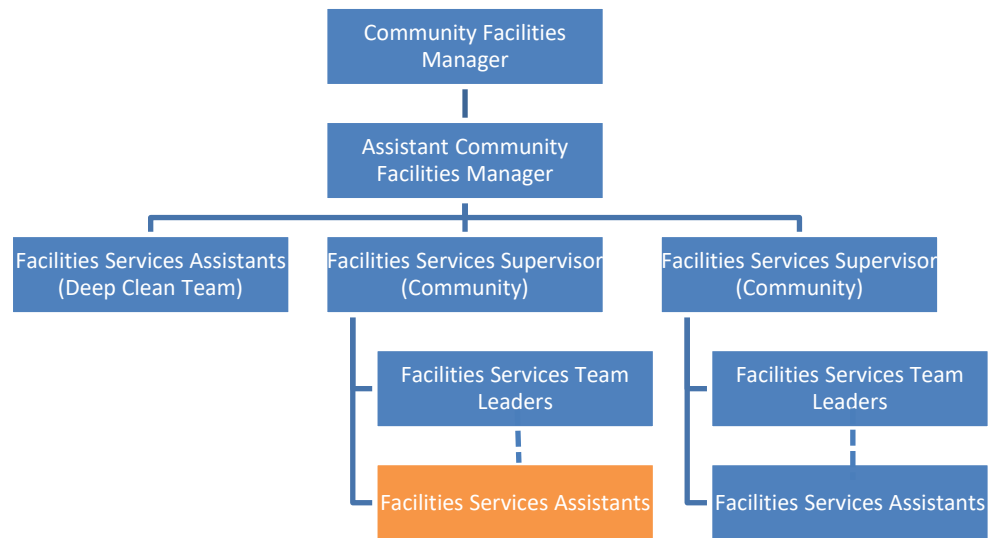 Community Facilities
Manager
Assistant Community
Facilities Manager
Facilities Services Assistants
(Deep Clean Team)
Facilities Services Supervisor
(Community)
Facilities Services Supervisor
(Community)
Facilities Services Team
Leaders
Facilities Services Team
Leaders
Facilities Services Assistants
Facilities Services Assistants